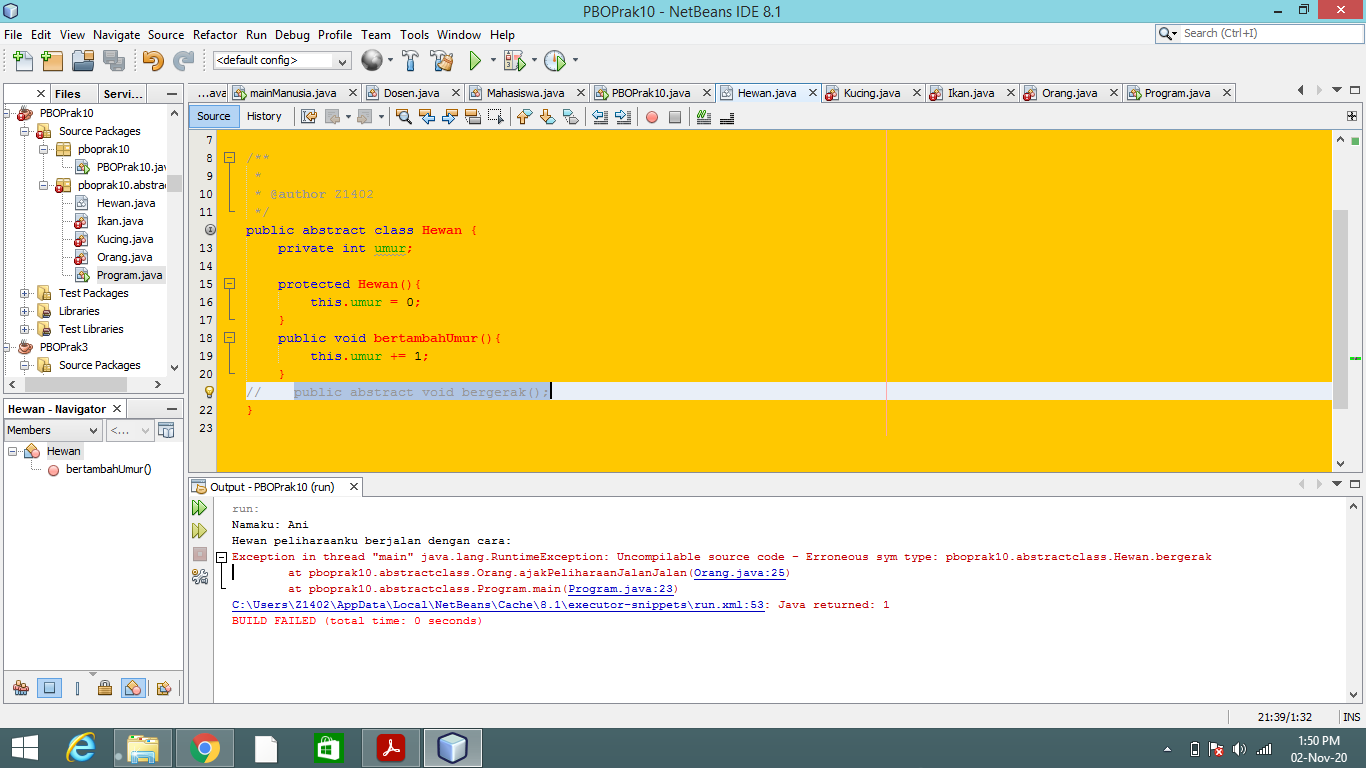 PBOPrak10 - NetBeans IDE 8.1
File Edit View Navigate Source Refactor Run Debug Profile Team Tools Window Help
Search (Ctrl+I)
<default config>
Files Servi...
PBOPrak10
Source Packages
pboprak10
PBOPrak10.jav
pboprak10.abstrac
Hewan.java
Ikan.java
Kucing.java
Orang.java
Program.java
Test Packages
Libraries
Test Libraries
PBOPrak3
Source Packages
Hewan - Navigator
Members
<...
Hewan
bertambahUmur()
...ava mainManusia.java Dosen.java Mahasiswa.java PBOPrak10.java Hewan.java Kucing.java Ikan.java Orang.java Program.java
Source History
7
8 /**
9 *
10 * @author Z1402
11 */
public abstract class Hewan {
13 private int umur;
14
15 protected Hewan(){
16 this.umur = 0;
17 }
18 public void bertambahUmur(){
19 this.umur += 1;
20 }
// public abstract void bergerak();
22 }
23
Output - PBOPrak10 (run)
run:
Namaku: Ani
Hewan peliharaanku berjalan dengan cara:
Exception in thread "main" java.lang.RuntimeException: Uncompilable source code - Erroneous sym type: pboprak10.abstractclass.Hewan.bergerak
at pboprak10.abstractclass.Orang.ajakPeliharaanJalanJalan(Orang.java:25)
at pboprak10.abstractclass.Program.main(Program.java:23)
C:\Users\Z1402\AppData\Local\NetBeans\Cache\8.1\executor-snippets\run.xml:53: Java returned: 1
BUILD FAILED (total time: 0 seconds)
21:39/1:32 INS
1:50 PM
02-Nov-20